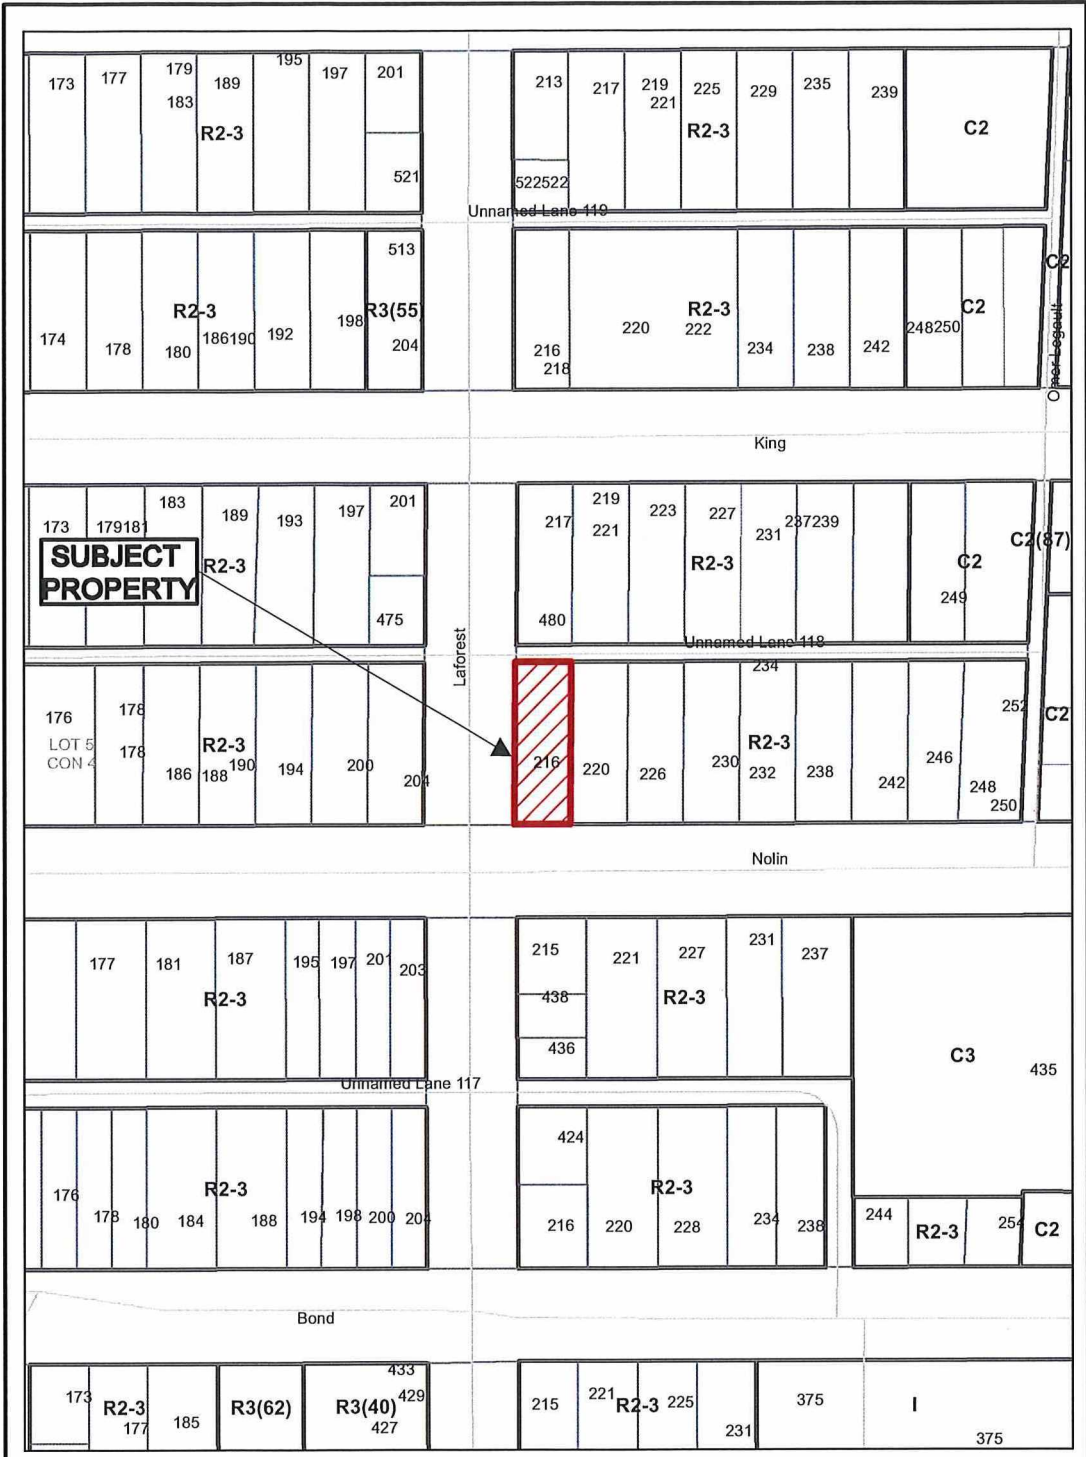 173 177 179 189 195 197 201
183
R2-3
521
213 217 219 225 229 235 239
221
R2-3
C2
522522
Unnamed Lane 119
513
R2-3
R3(55)
174 178 180 186190 192 198 204
R2-3
C2
C2
216 218 220 222 234 238 242 248250
Omer Legault
King
173 179181 183 189 193 197 201
R2-3
475
SUBJECT
PROPERTY
217 219 223 227 231 237239
221
R2-3
C2
C2(87)
249
480
Laforest
Unnamed Lane 118
176 178
LOT 5
CON 4
178 186 188 190 194 200 204
R2-3
216 220 226 230 232 234 238 242 246 248 250 252
R2-3
C2
Nolin
177 181 187 195 197 201 203
R2-3
215 221 227 231 237
438
R2-3
436
C3
435
Unnamed Lane 117
R2-3
176 178 180 184 188 194 198 200 204
424
R2-3
216 220 228 234 238
244 R2-3 254 C2
Bond
173 R2-3 177 185
R3(62)
R3(40)
433
429
427
215 221 R2-3 225 231
375 I
375